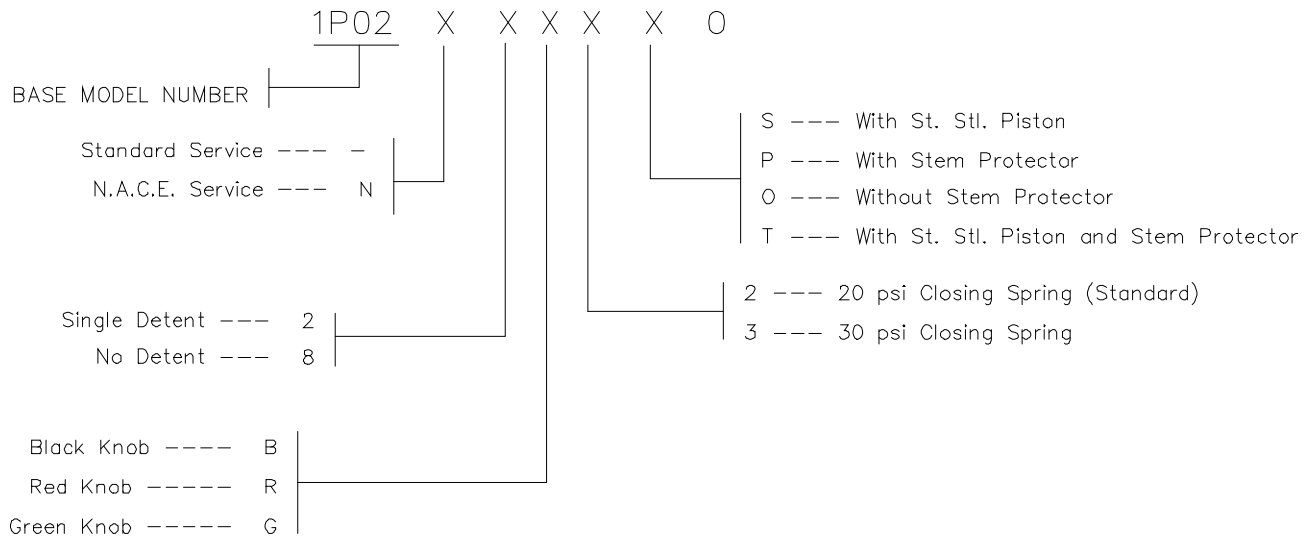 1P02 X X X X X 0
BASE MODEL NUMBER
Standard Service --- -
N.A.C.E. Service --- N
S --- With St. Stl. Piston
P --- With Stem Protector
O --- Without Stem Protector
T --- With St. Stl. Piston and Stem Protector
2 --- 20 psi Closing Spring (Standard)
3 --- 30 psi Closing Spring
Single Detent --- 2
No Detent --- 8
Black Knob ---- B
Red Knob ----- R
Green Knob ----- G